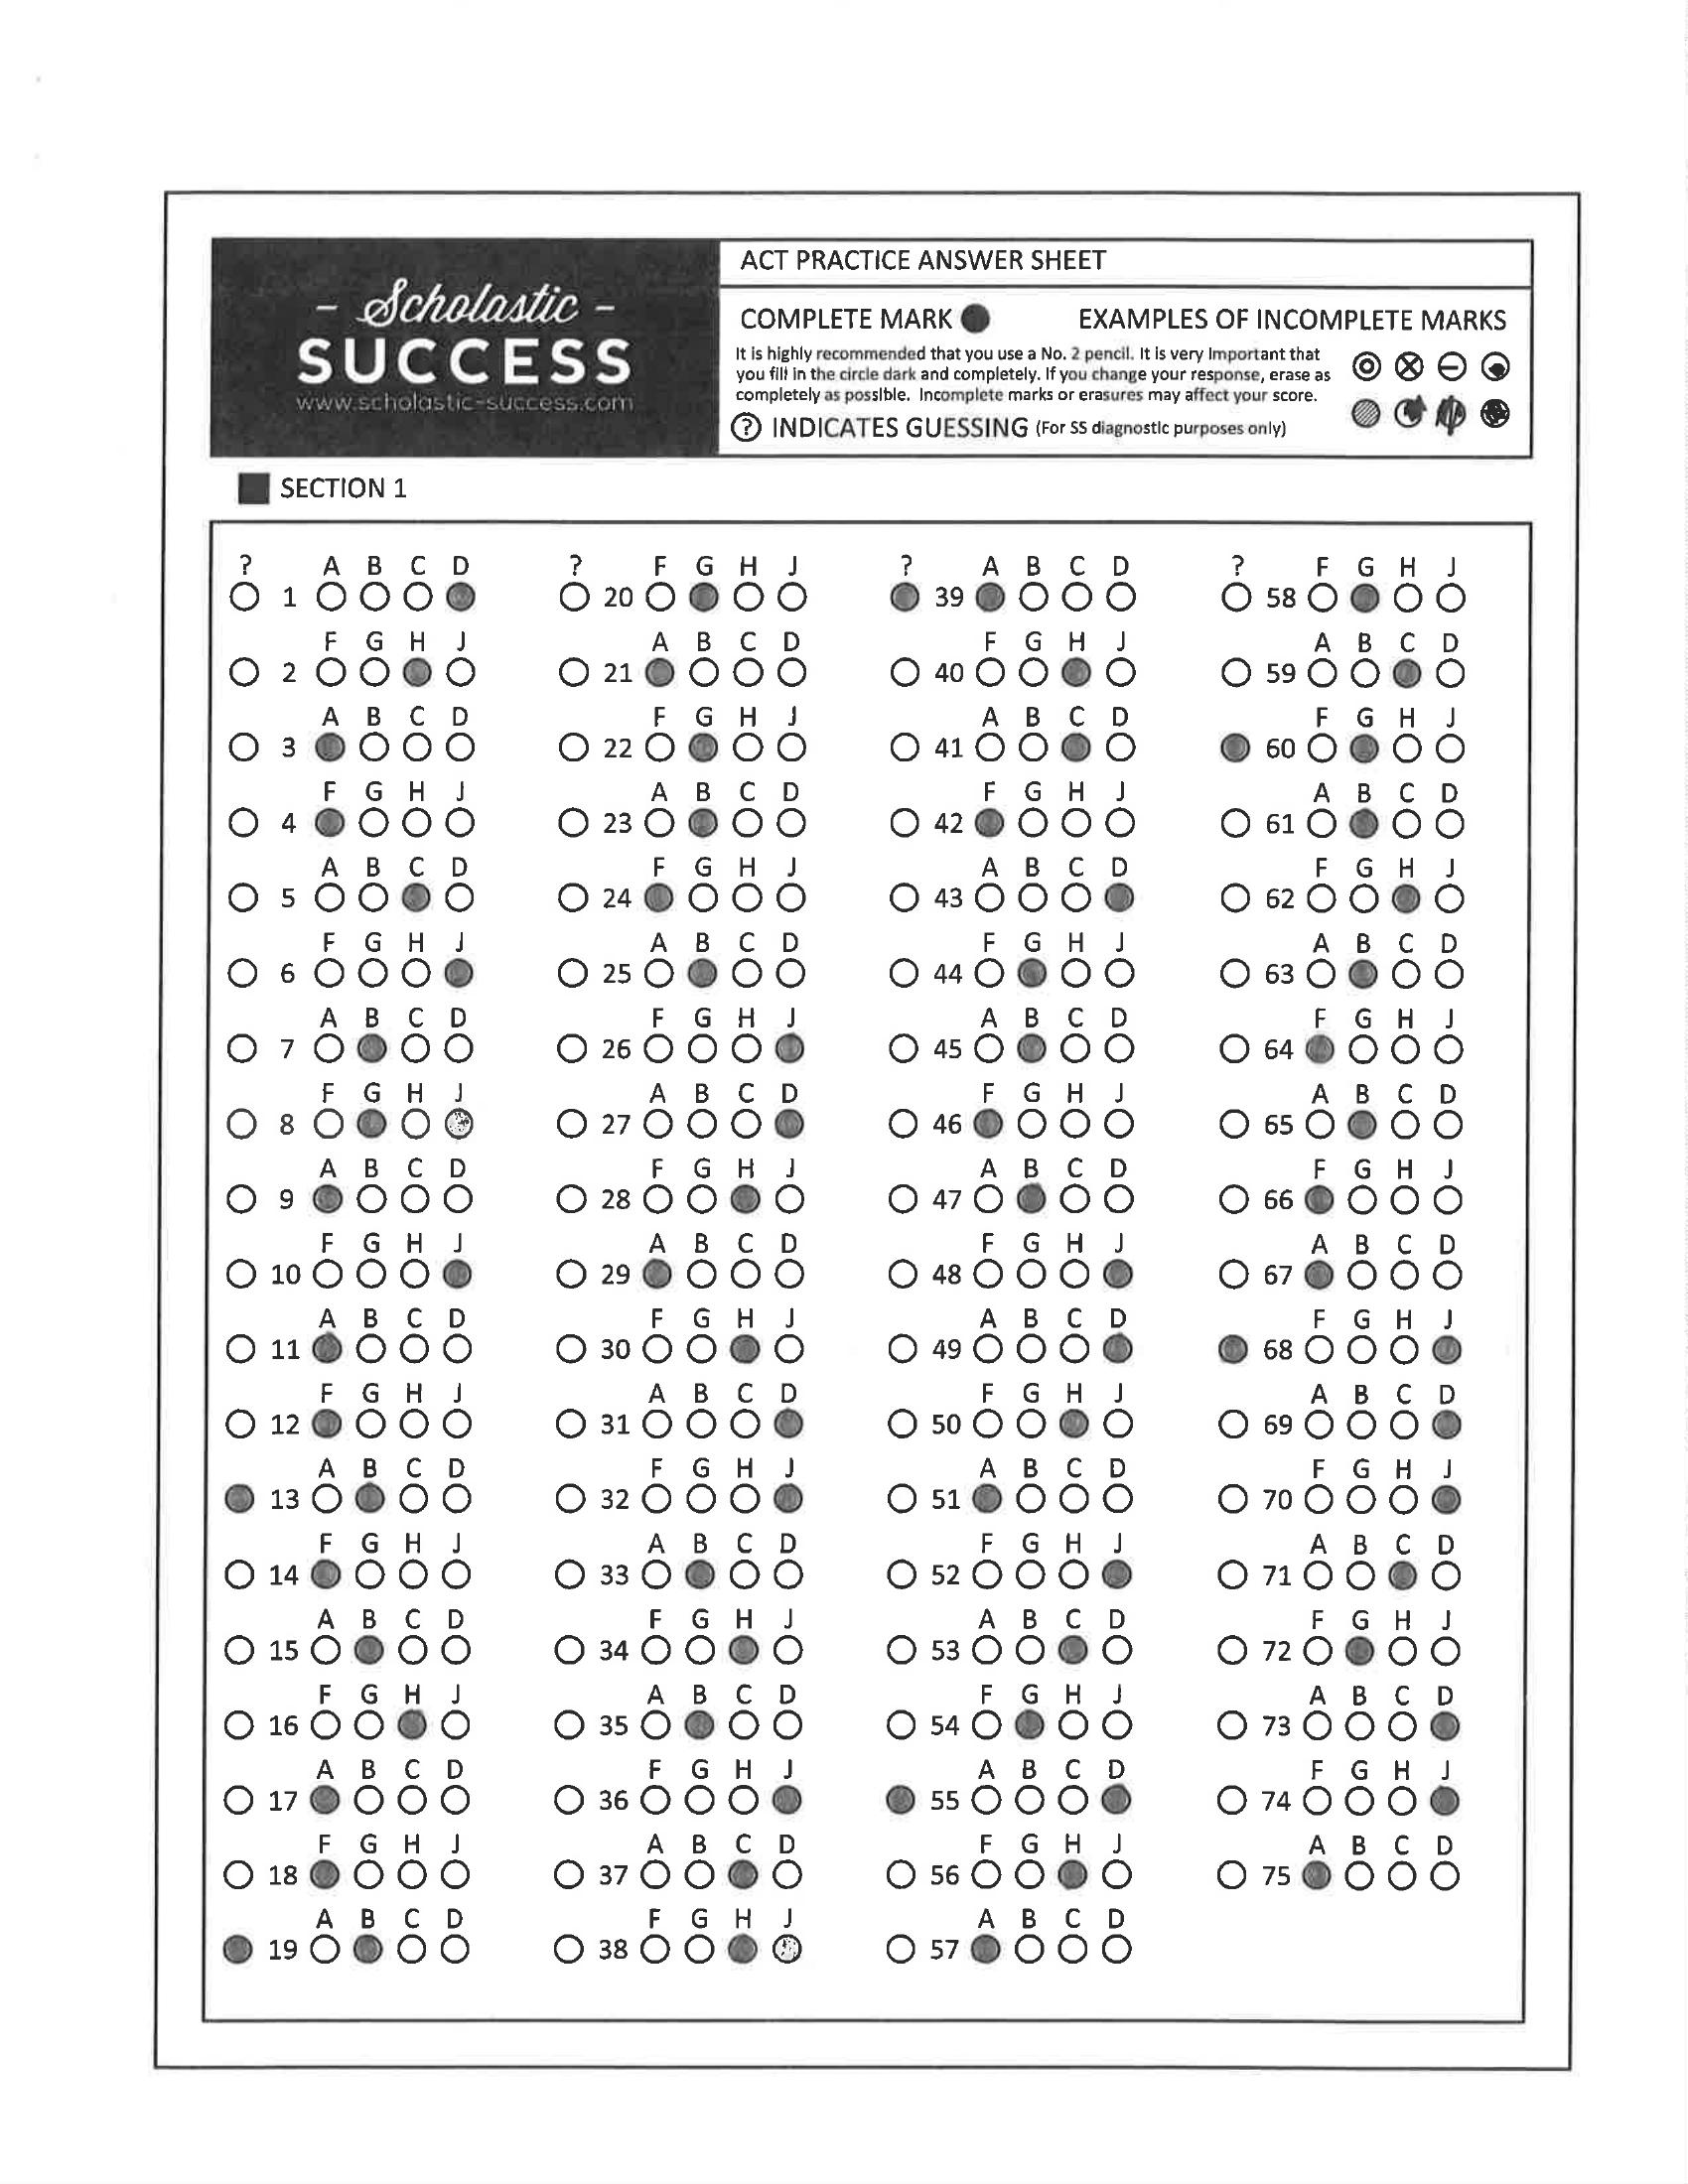 - Scholastic -
SUCCESS
www.scholastic-success.com
ACT PRACTICE ANSWER SHEET
COMPLETE MARK
EXAMPLES OF INCOMPLETE MARKS
It is highly recommended that you use a No. 2 pencil. It is very Important that
you fill in the circle dark and completely. If you change your response, erase as
completely as possible. Incomplete marks or erasures may affect your score.
? INDICATES GUESSING (For SS diagnostic purposes only)
SECTION 1
? A B C D
1
F G H J
2
A B C D
3
F G H J
4
A B C D
5
F G H J
6
A B C D
7
F G H J
8
A B C D
9
F G H J
10
A B C D
11
F G H J
12
A B C D
13
F G H J
14
A B C D
15
F G H J
16
A B C D
17
F G H J
18
A B C D
19
? F G H J
20
A B C D
21
F G H J
22
A B C D
23
F G H J
24
A B C D
25
F G H J
26
A B C D
27
F G H J
28
A B C D
29
F G H J
30
A B C D
31
F G H J
32
A B C D
33
F G H J
34
A B C D
35
F G H J
36
A B C D
37
F G H J
38
? A B C D
39
F G H J
40
A B C D
41
F G H J
42
A B C D
43
F G H J
44
A B C D
45
F G H J
46
A B C D
47
F G H J
48
A B C D
49
F G H J
50
A B C D
51
F G H J
52
A B C D
53
F G H J
54
A B C D
55
F G H J
56
A B C D
57
? F G H J
58
A B C D
59
F G H J
60
A B C D
61
F G H J
62
A B C D
63
F G H J
64
A B C D
65
F G H J
66
A B C D
67
F G H J
68
A B C D
69
F G H J
70
A B C D
71
F G H J
72
A B C D
73
F G H J
74
A B C D
75